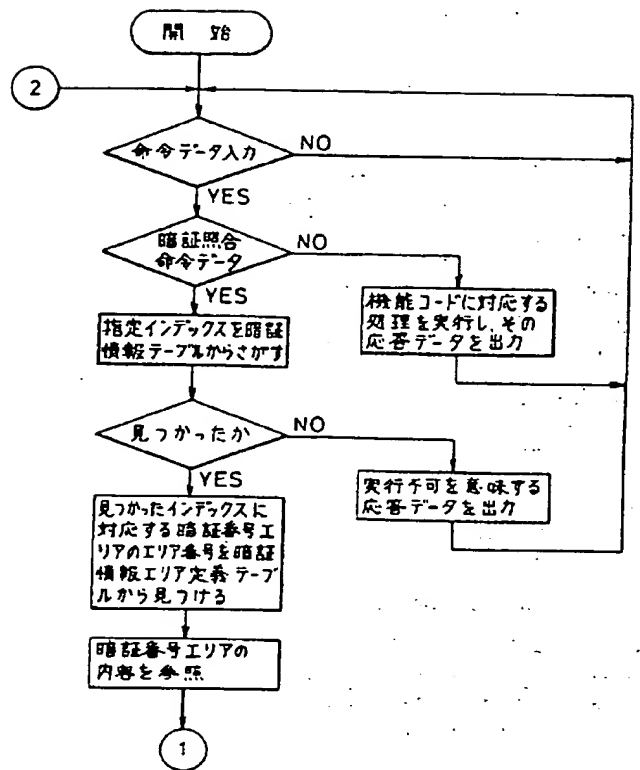 開 始
2
命令データ入力
NO
YES
暗証照合
命令データ
NO
YES
機能コードに対応する
処理を実行し、その
応答データを出力
指定インデックスを暗証
情報テーブルからさがす
見つかったか
NO
YES
実行不可を意味する
応答データを出力
見つかったインデックスに
対応する暗証番号エ
リアのエリア番号を暗証
情報エリア定義テーブ
ルから見つける
暗証番号エリアの
内容を参照
1